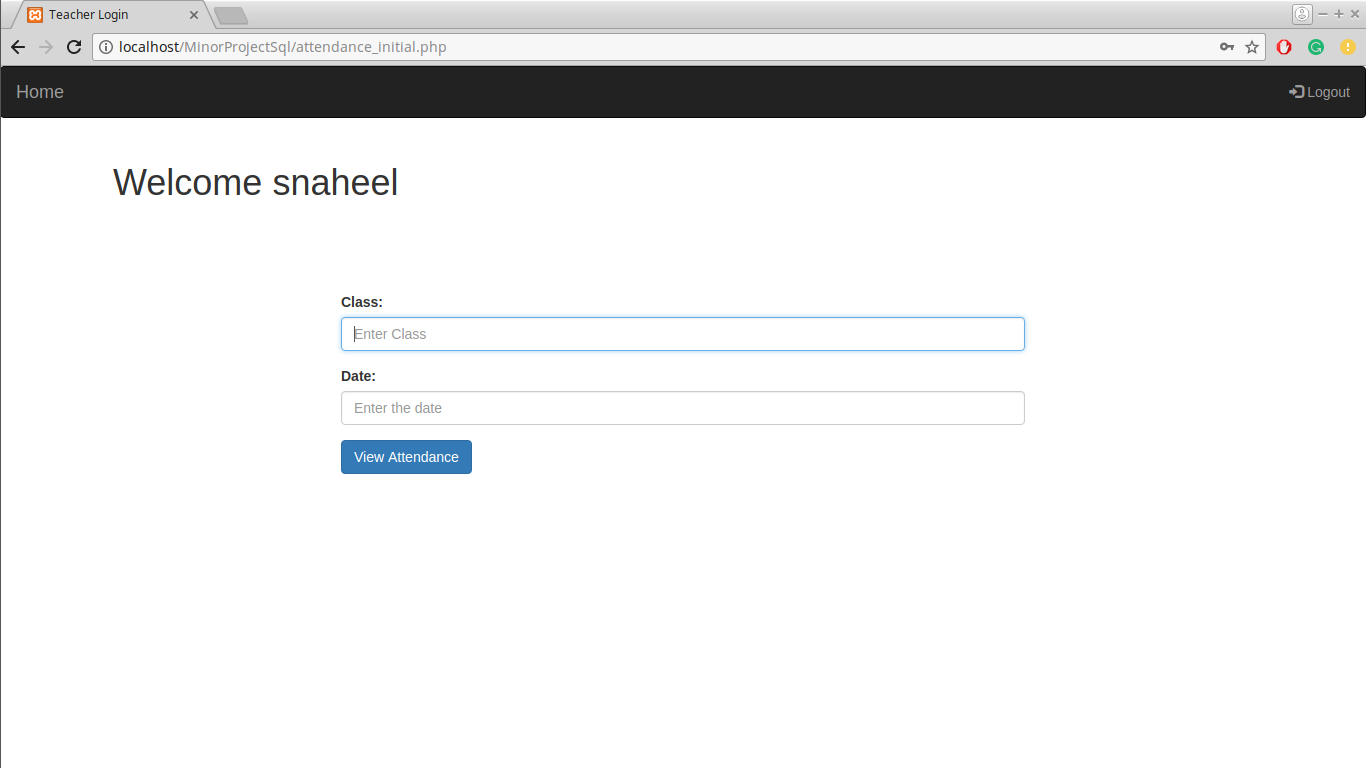 Teacher Login
localhost/MinorProjectSql/attendance_initial.php
Home
Logout
Welcome snaheel
Class:
Enter Class
Date:
Enter the date
View Attendance